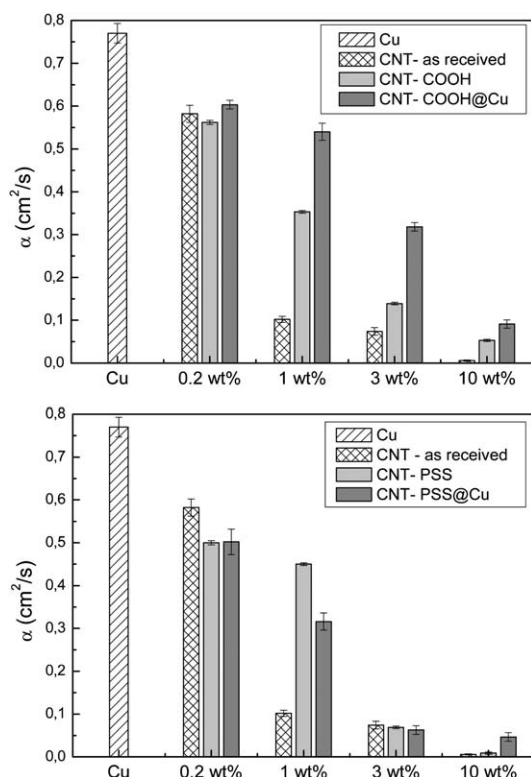 0,8
0,7
0,6
0,5
0,4
0,3
0,2
0,1
0,0
α (cm²/s)
Cu
CNT- as received
CNT- COOH
CNT- COOH@Cu
Cu 0.2 wt% 1 wt% 3 wt% 10 wt%
0,8
0,7
0,6
0,5
0,4
0,3
0,2
0,1
0,0
α (cm²/s)
Cu
CNT - as received
CNT- PSS
CNT- PSS@Cu
Cu 0.2 wt% 1 wt% 3 wt% 10 wt%